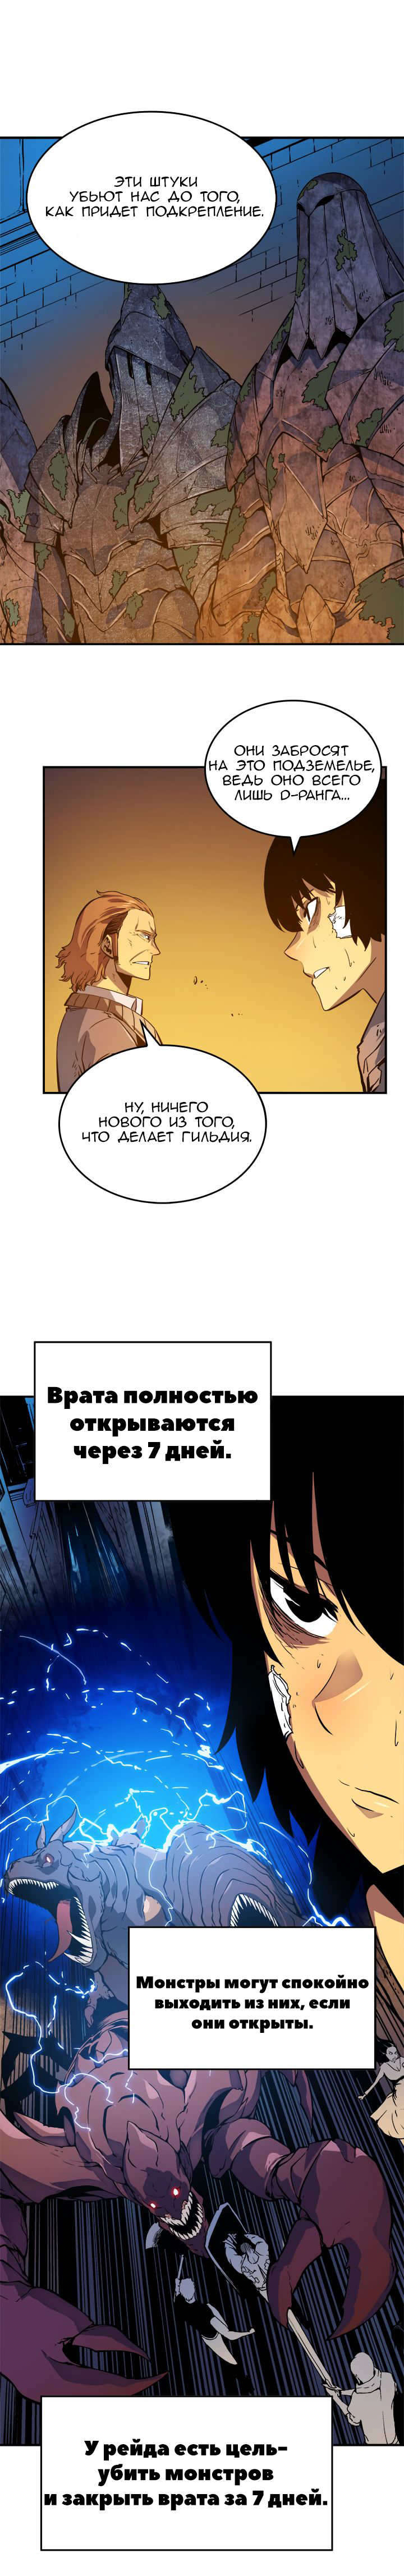 ЭТИ ШТУКИ
УБЬЮТ НАС ДО ТОГО,
КАК ПРИДЕТ ПОДКРЕПЛЕНИЕ.
ОНИ ЗАБРОСЯТ
НА ЭТО ПОДЗЕМЕЛЬЕ,
ВЕДЬ ОНО ВСЕГО
ЛИШЬ D-РАНГА...
НУ, НИЧЕГО
НОВОГО ИЗ ТОГО,
ЧТО ДЕЛАЕТ ГИЛЬДИЯ.
Врата полностью
открываются
через 7 дней.
Монстры могут спокойно
выходить из них, если
они открыты.
У рейда есть цель-
убить монстров
и закрыть врата за 7 дней.